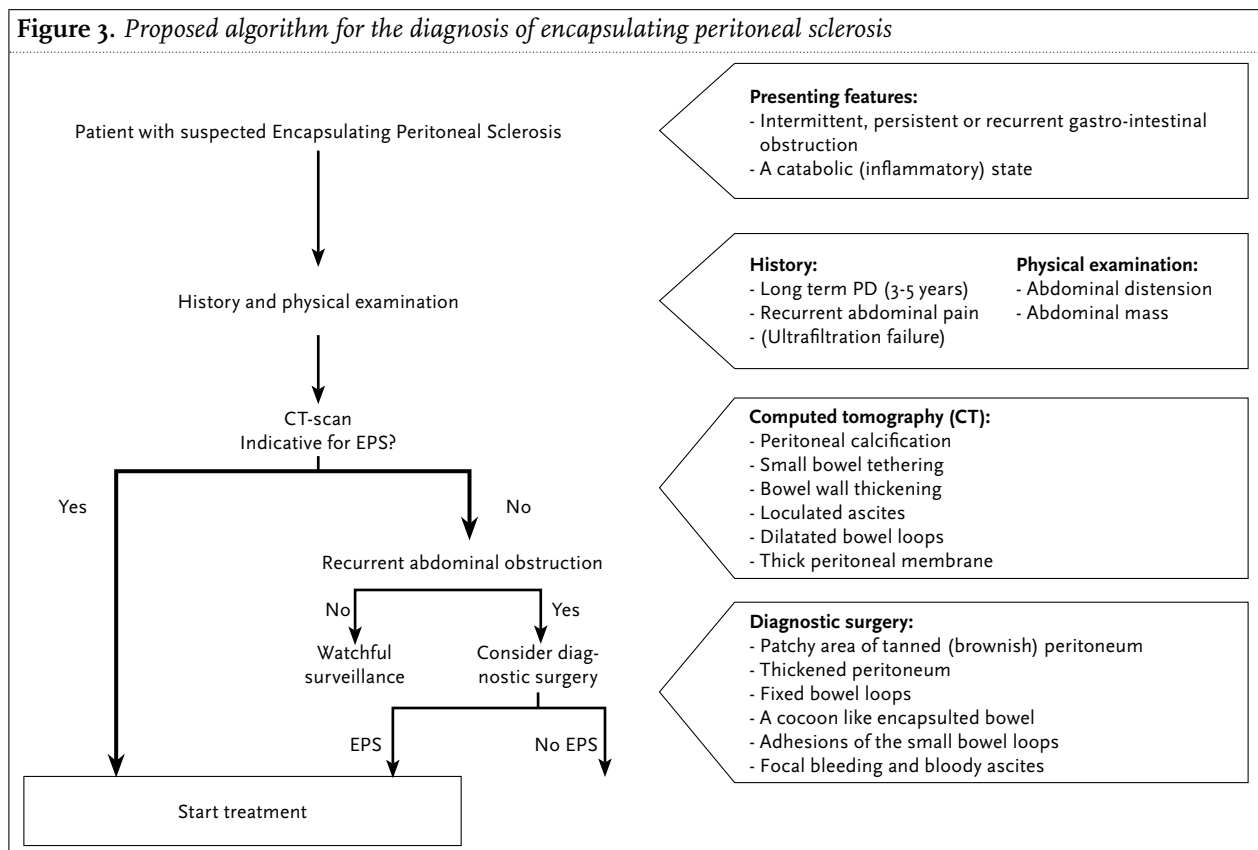 Figure 3. Proposed algorithm for the diagnosis of encapsulating peritoneal sclerosis
Patient with suspected Encapsulating Peritoneal Sclerosis
Presenting features:
- Intermittent, persistent or recurrent gastro-intestinal
obstruction
- A catabolic (inflammatory) state
History and physical examination
History:
- Long term PD (3-5 years)
- Recurrent abdominal pain
- (Ultrafiltration failure)
Physical examination:
- Abdominal distension
- Abdominal mass
CT-scan
Indicative for EPS?
Computed tomography (CT):
- Peritoneal calcification
- Small bowel tethering
- Bowel wall thickening
- Loculated ascites
- Dilatated bowel loops
- Thick peritoneal membrane
Yes
No
Recurrent abdominal obstruction
No
Yes
Watchful
surveillance
Consider diag-
nostic surgery
Diagnostic surgery:
- Patchy area of tanned (brownish) peritoneum
- Thickened peritoneum
- Fixed bowel loops
- A cocoon like encapsulted bowel
- Adhesions of the small bowel loops
- Focal bleeding and bloody ascites
EPS
No EPS
Start treatment